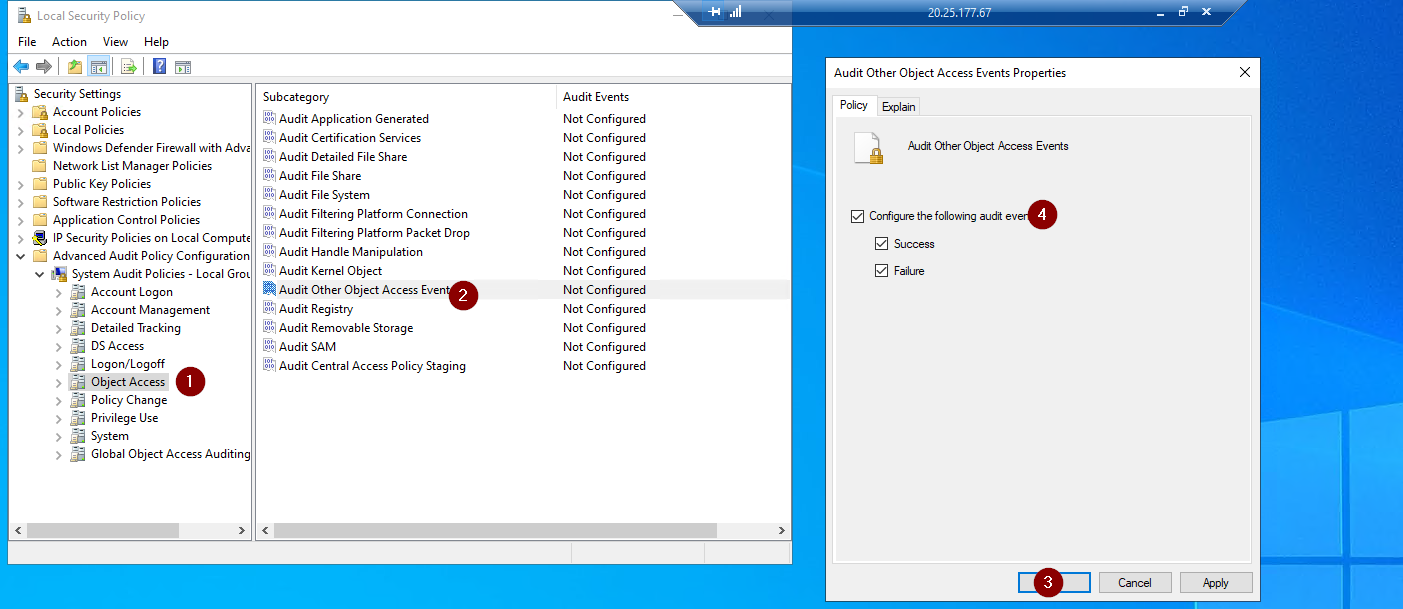 Local Security Policy
20.25.177.67
File Action View Help
Security Settings
Account Policies
Local Policies
Windows Defender Firewall with Adva
Network List Manager Policies
Public Key Policies
Software Restriction Policies
Application Control Policies
IP Security Policies on Local Compute
Advanced Audit Policy Configuration
System Audit Policies - Local Grou
Account Logon
Account Management
Detailed Tracking
DS Access
Logon/Logoff
Object Access 1
Policy Change
Privilege Use
System
Global Object Access Auditing
Subcategory Audit Events
Audit Application Generated Not Configured
Audit Certification Services Not Configured
Audit Detailed File Share Not Configured
Audit File Share Not Configured
Audit File System Not Configured
Audit Filtering Platform Connection Not Configured
Audit Filtering Platform Packet Drop Not Configured
Audit Handle Manipulation Not Configured
Audit Kernel Object Not Configured
Audit Other Object Access Event 2 Not Configured
Audit Registry Not Configured
Audit Removable Storage Not Configured
Audit SAM Not Configured
Audit Central Access Policy Staging Not Configured
Audit Other Object Access Events Properties
Policy Explain
Audit Other Object Access Events
Configure the following audit even 4
Success
Failure
3 Cancel Apply